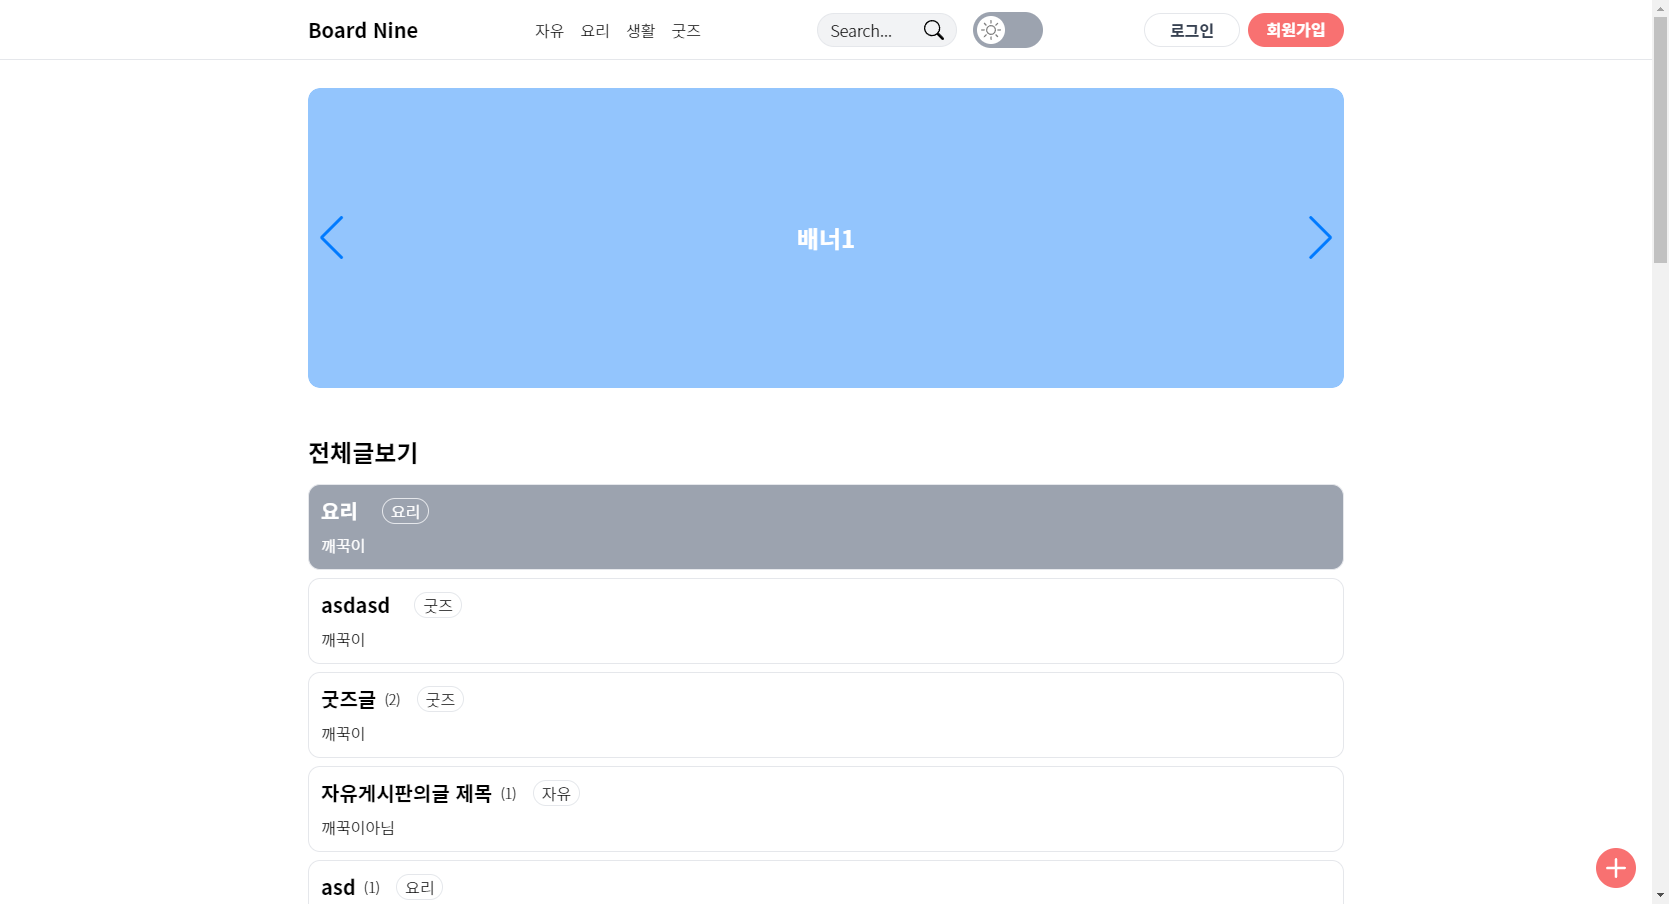 Board Nine 자유 요리 생활 굿즈 Search... 로그인 회원가입
배너1
전체글보기
요리 요리
깨꾹이
asdasd 굿즈
깨꾹이
굿즈글 (2) 굿즈
깨꾹이
자유게시판의글 제목 (1) 자유
깨꾹이아님
asd (1) 요리